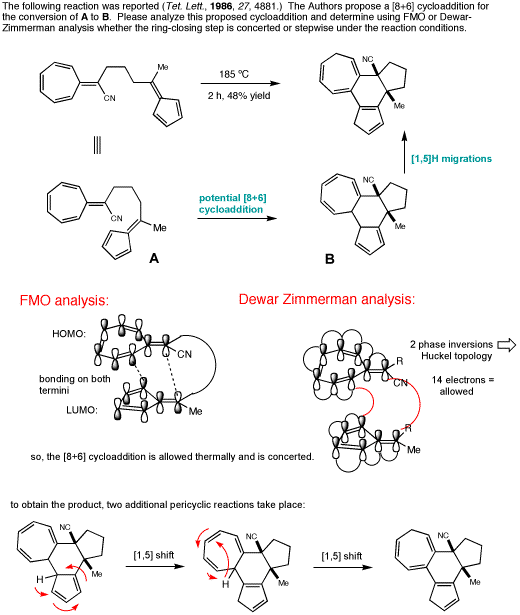 The following reaction was reported (Tet. Lett., 1986, 27, 4881.) The Authors propose a [8+6] cycloaddition for
the conversion of A to B. Please analyze this proposed cycloaddition and determine using FMO or Dewar-
Zimmerman analysis whether the ring-closing step is concerted or stepwise under the reaction conditions.
Me
CN
185 ºC
2 h, 48% yield
NC
Me
[1,5]H migrations
CN
Me
A
potential [8+6]
cycloaddition
NC
Me
B
FMO analysis:
HOMO:
CN
bonding on both
termini
LUMO:
Me
Dewar Zimmerman analysis:
R
CN
R
Me
2 phase inversions
Huckel topology
14 electrons =
allowed
so, the [8+6] cycloaddition is allowed thermally and is concerted.
to obtain the product, two additional pericyclic reactions take place:
NC
H
Me
[1,5] shift
NC
H
Me
[1,5] shift
NC
Me